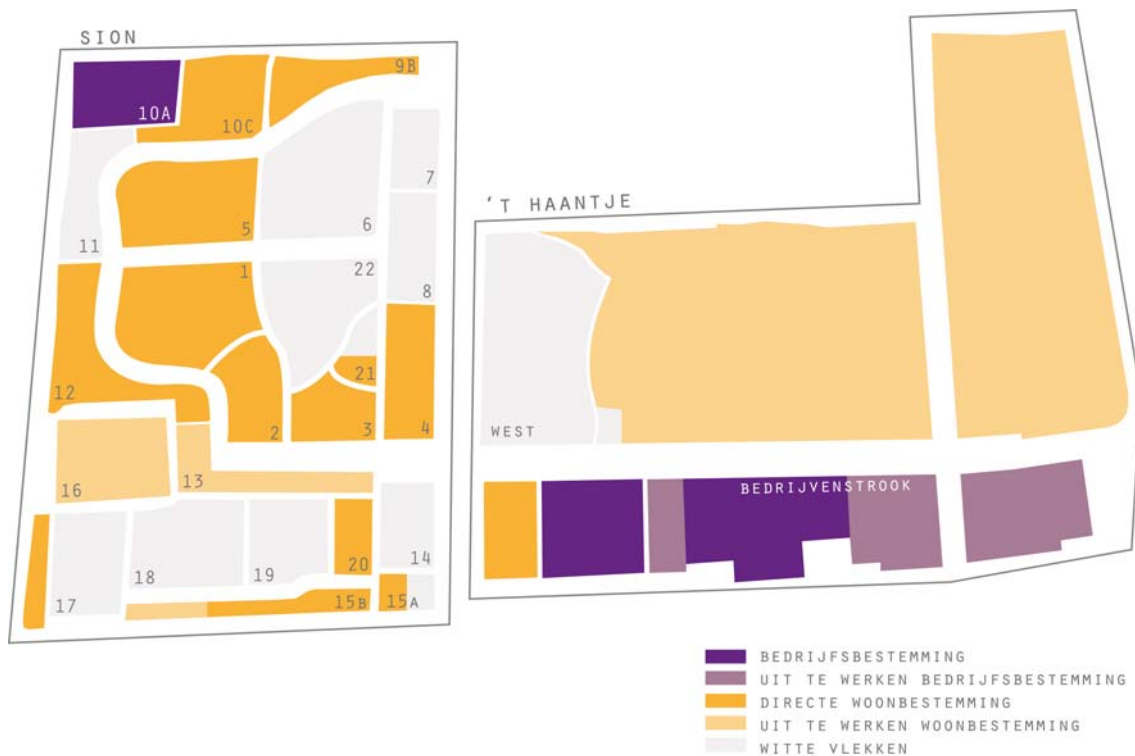 SION
9B
10A
10C
7
5
6
11
1
22
8
12
21
2
3
4
16
13
14
17
18
19
20
15B
15A
'T HAANTJE
WEST
BEDRIJVENSTROOK
BEDRIJFSBESTEMMING
UIT TE WERKEN BEDRIJFSBESTEMMING
DIRECTE WOONBESTEMMING
UIT TE WERKEN WOONBESTEMMING
WITTE VLEKKEN